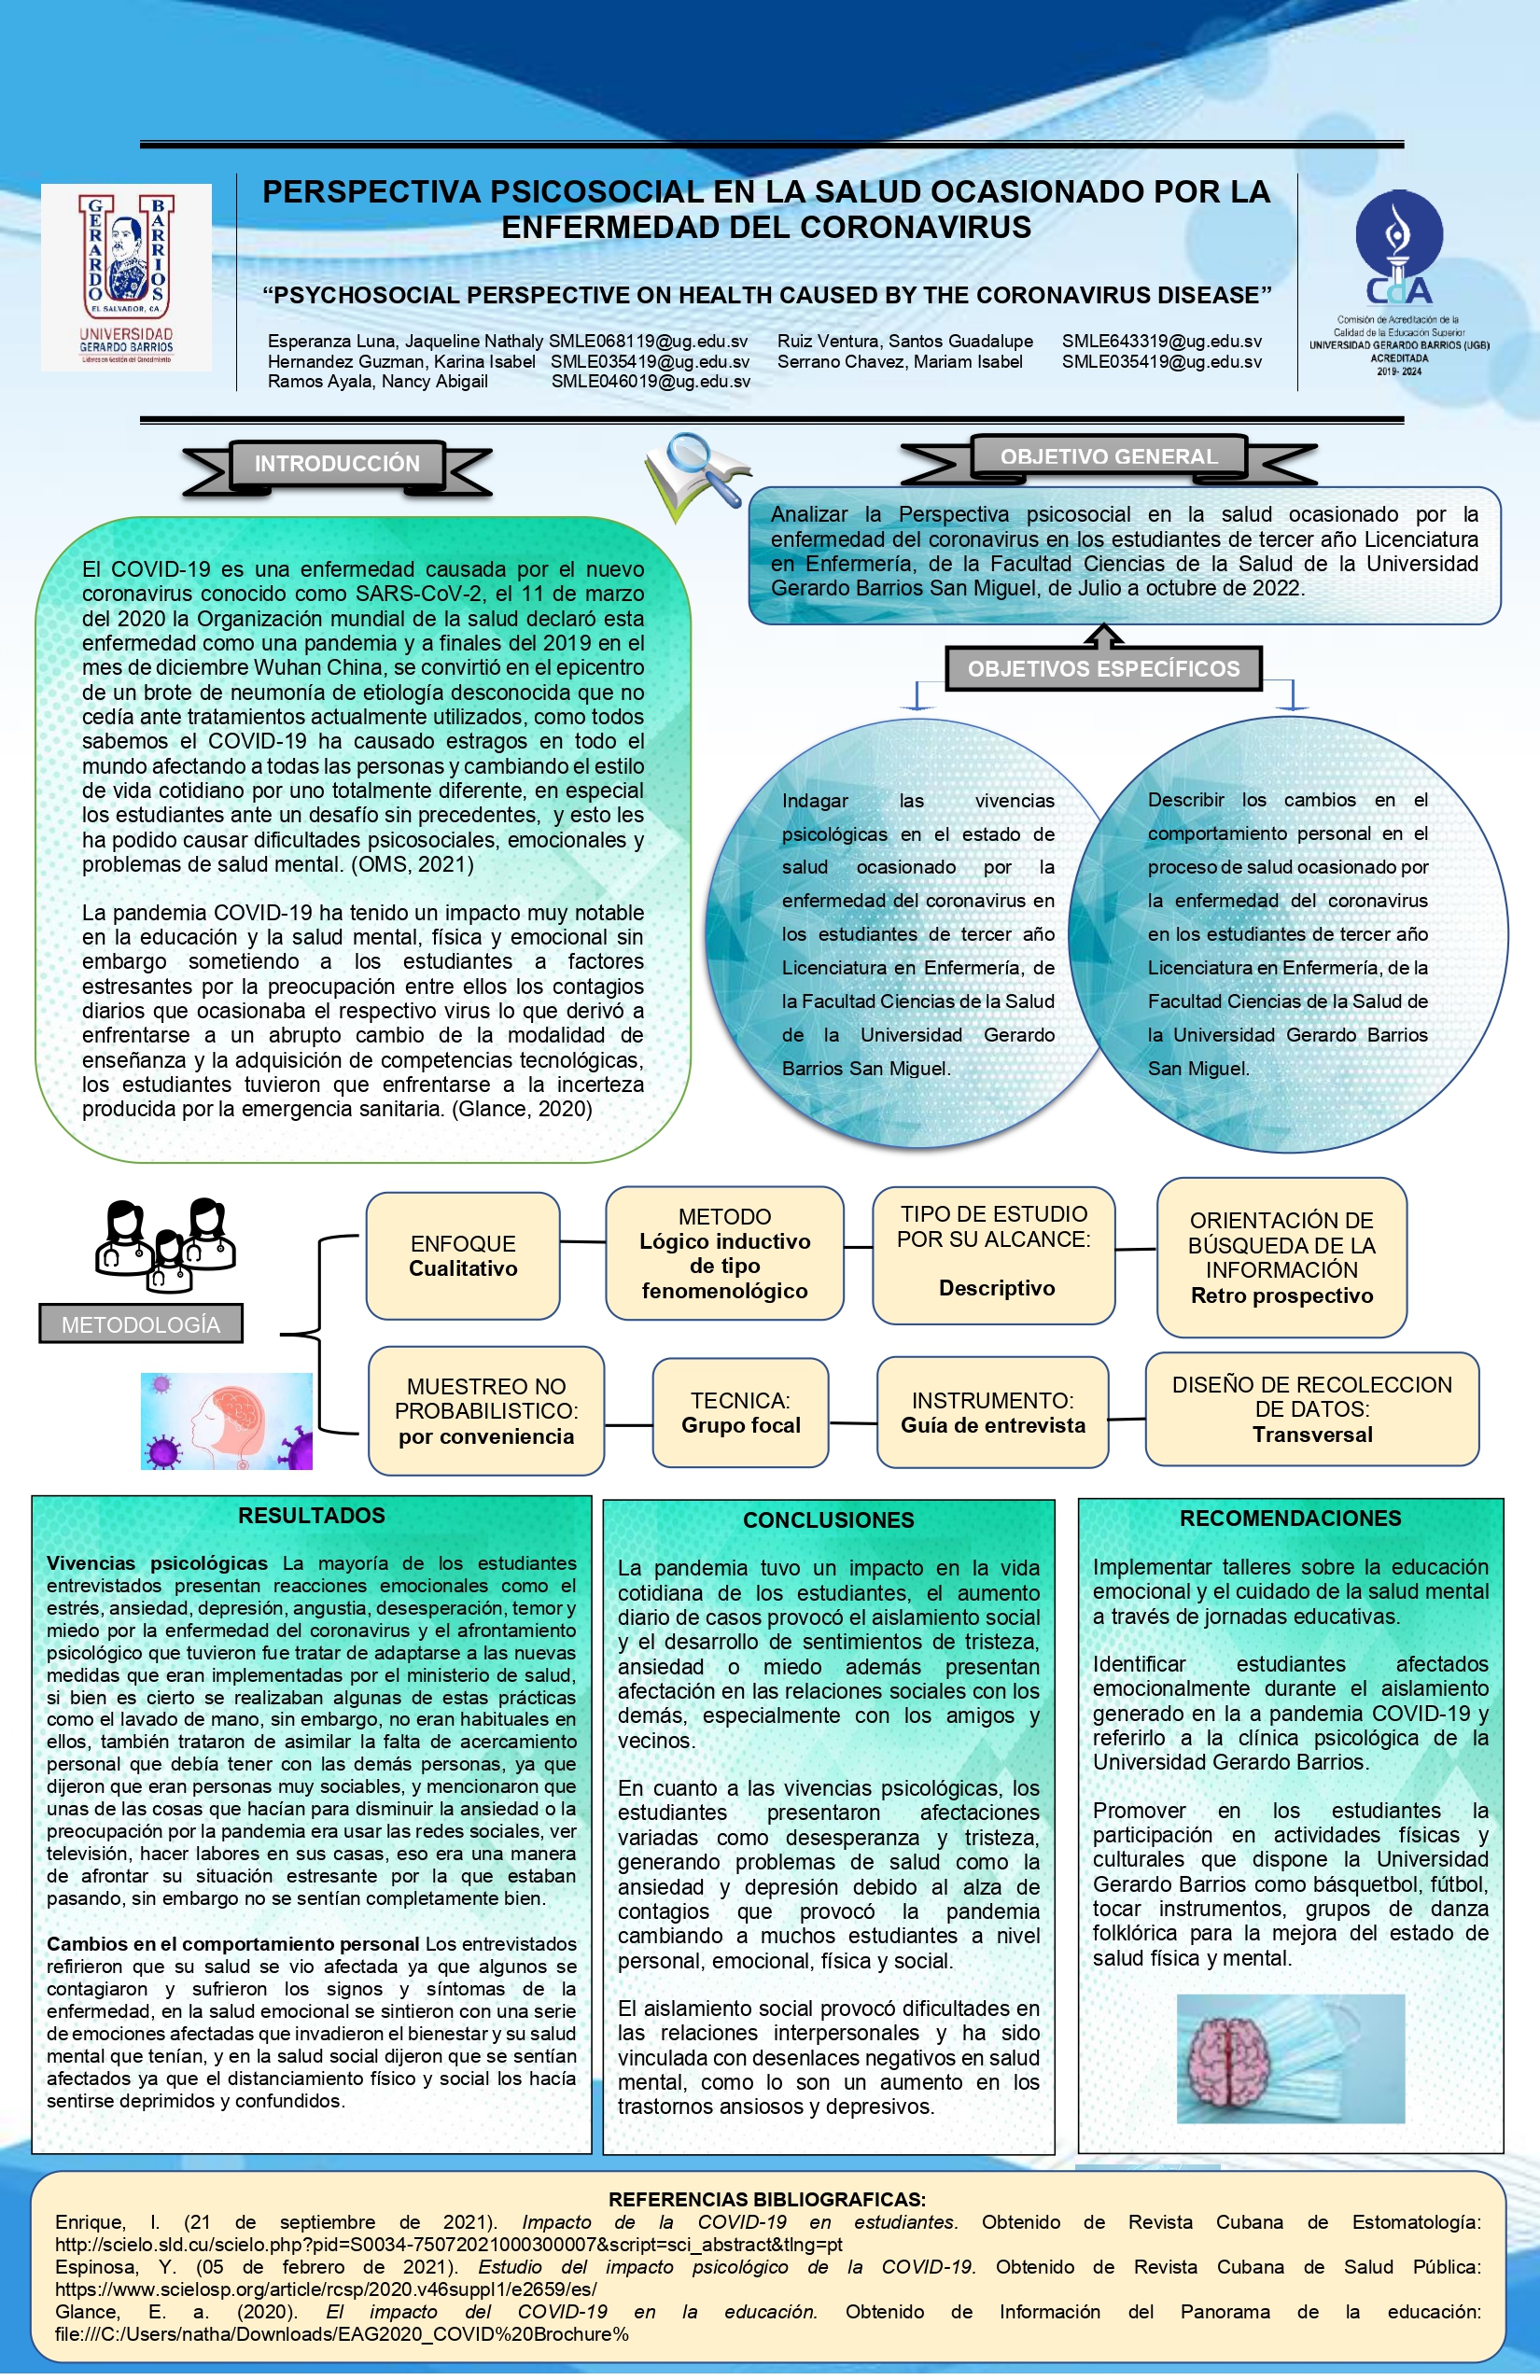 GERARDO BARRIOS
EL SALVADOR, CA.
UNIVERSIDAD
GERARDO BARRIOS
Líderes en Gestión del Conocimiento
PERSPECTIVA PSICOSOCIAL EN LA SALUD OCASIONADO POR LA
ENFERMEDAD DEL CORONAVIRUS
“PSYCHOSOCIAL PERSPECTIVE ON HEALTH CAUSED BY THE CORONAVIRUS DISEASE”
Esperanza Luna, Jaqueline Nathaly SMLE068119@ug.edu.sv Ruiz Ventura, Santos Guadalupe SMLE643319@ug.edu.sv
Hernandez Guzman, Karina Isabel SMLE035419@ug.edu.sv Serrano Chavez, Mariam Isabel SMLE035419@ug.edu.sv
Ramos Ayala, Nancy Abigail SMLE046019@ug.edu.sv
CdA
Comisión de Acreditación de la
Calidad de la Educación Superior
UNIVERSIDAD GERARDO BARRIOS (UGB)
ACREDITADA
2019- 2024
INTRODUCCIÓN
El COVID-19 es una enfermedad causada por el nuevo
coronavirus conocido como SARS-CoV-2, el 11 de marzo
del 2020 la Organización mundial de la salud declaró esta
enfermedad como una pandemia y a finales del 2019 en el
mes de diciembre Wuhan China, se convirtió en el epicentro
de un brote de neumonía de etiología desconocida que no
cedía ante tratamientos actualmente utilizados, como todos
sabemos el COVID-19 ha causado estragos en todo el
mundo afectando a todas las personas y cambiando el estilo
de vida cotidiano por uno totalmente diferente, en especial
los estudiantes ante un desafío sin precedentes, y esto les
ha podido causar dificultades psicosociales, emocionales y
problemas de salud mental. (OMS, 2021)
La pandemia COVID-19 ha tenido un impacto muy notable
en la educación y la salud mental, física y emocional sin
embargo sometiendo a los estudiantes a factores
estresantes por la preocupación entre ellos los contagios
diarios que ocasionaba el respectivo virus lo que derivó a
enfrentarse a un abrupto cambio de la modalidad de
enseñanza y la adquisición de competencias tecnológicas,
los estudiantes tuvieron que enfrentarse a la incerteza
producida por la emergencia sanitaria. (Glance, 2020)
OBJETIVO GENERAL
Analizar la Perspectiva psicosocial en la salud ocasionado por la
enfermedad del coronavirus en los estudiantes de tercer año Licenciatura
en Enfermería, de la Facultad Ciencias de la Salud de la Universidad
Gerardo Barrios San Miguel, de Julio a octubre de 2022.
OBJETIVOS ESPECÍFICOS
Indagar las vivencias
psicológicas en el estado de
salud ocasionado por la
enfermedad del coronavirus en
los estudiantes de tercer año
Licenciatura en Enfermería, de
la Facultad Ciencias de la Salud
de la Universidad Gerardo
Barrios San Miguel.
Describir los cambios en el
comportamiento personal en el
proceso de salud ocasionado por
la enfermedad del coronavirus
en los estudiantes de tercer año
Licenciatura en Enfermería, de la
Facultad Ciencias de la Salud de
la Universidad Gerardo Barrios
San Miguel.
METODOLOGÍA
ENFOQUE
Cualitativo
METODO
Lógico inductivo
de tipo
fenomenológico
TIPO DE ESTUDIO
POR SU ALCANCE:
Descriptivo
ORIENTACIÓN DE
BÚSQUEDA DE LA
INFORMACIÓN
Retro prospectivo
MUESTREO NO
PROBABILISTICO:
por conveniencia
TECNICA:
Grupo focal
INSTRUMENTO:
Guía de entrevista
DISEÑO DE RECOLECCION
DE DATOS:
Transversal
RESULTADOS
Vivencias psicológicas La mayoría de los estudiantes
entrevistados presentan reacciones emocionales como el
estrés, ansiedad, depresión, angustia, desesperación, temor y
miedo por la enfermedad del coronavirus y el afrontamiento
psicológico que tuvieron fue tratar de adaptarse a las nuevas
medidas que eran implementadas por el ministerio de salud,
si bien es cierto se realizaban algunas de estas prácticas
como el lavado de mano, sin embargo, no eran habituales en
ellos, también trataron de asimilar la falta de acercamiento
personal que debía tener con las demás personas, ya que
dijeron que eran personas muy sociables, y mencionaron que
unas de las cosas que hacían para disminuir la ansiedad o la
preocupación por la pandemia era usar las redes sociales, ver
televisión, hacer labores en sus casas, eso era una manera
de afrontar su situación estresante por la que estaban
pasando, sin embargo no se sentían completamente bien.
Cambios en el comportamiento personal Los entrevistados
refirieron que su salud se vio afectada ya que algunos se
contagiaron y sufrieron los signos y síntomas de la
enfermedad, en la salud emocional se sintieron con una serie
de emociones afectadas que invadieron el bienestar y su salud
mental que tenían, y en la salud social dijeron que se sentían
afectados ya que el distanciamiento físico y social los hacía
sentirse deprimidos y confundidos.
CONCLUSIONES
La pandemia tuvo un impacto en la vida
cotidiana de los estudiantes, el aumento
diario de casos provocó el aislamiento social
y el desarrollo de sentimientos de tristeza,
ansiedad o miedo además presentan
afectación en las relaciones sociales con los
demás, especialmente con los amigos y
vecinos.
En cuanto a las vivencias psicológicas, los
estudiantes presentaron afectaciones
variadas como desesperanza y tristeza,
generando problemas de salud como la
ansiedad y depresión debido al alza de
contagios que provocó la pandemia
cambiando a muchos estudiantes a nivel
personal, emocional, física y social.
El aislamiento social provocó dificultades en
las relaciones interpersonales y ha sido
vinculada con desenlaces negativos en salud
mental, como lo son un aumento en los
trastornos ansiosos y depresivos.
RECOMENDACIONES
Implementar talleres sobre la educación
emocional y el cuidado de la salud mental
a través de jornadas educativas.
Identificar estudiantes afectados
emocionalmente durante el aislamiento
generado en la a pandemia COVID-19 y
referirlo a la clínica psicológica de la
Universidad Gerardo Barrios.
Promover en los estudiantes la
participación en actividades físicas y
culturales que dispone la Universidad
Gerardo Barrios como básquetbol, fútbol,
tocar instrumentos, grupos de danza
folklórica para la mejora del estado de
salud física y mental.
REFERENCIAS BIBLIOGRAFICAS:
Enrique, I. (21 de septiembre de 2021). Impacto de la COVID-19 en estudiantes. Obtenido de Revista Cubana de Estomatología:
http://scielo.sld.cu/scielo.php?pid=S0034-75072021000300007&script=sci_abstract&tlng=pt
Espinosa, Y. (05 de febrero de 2021). Estudio del impacto psicológico de la COVID-19. Obtenido de Revista Cubana de Salud Pública:
https://www.scielosp.org/article/rcsp/2020.v46suppl1/e2659/es/
Glance, E. a. (2020). El impacto del COVID-19 en la educación. Obtenido de Información del Panorama de la educación:
file:///C:/Users/natha/Downloads/EAG2020_COVID%20Brochure%